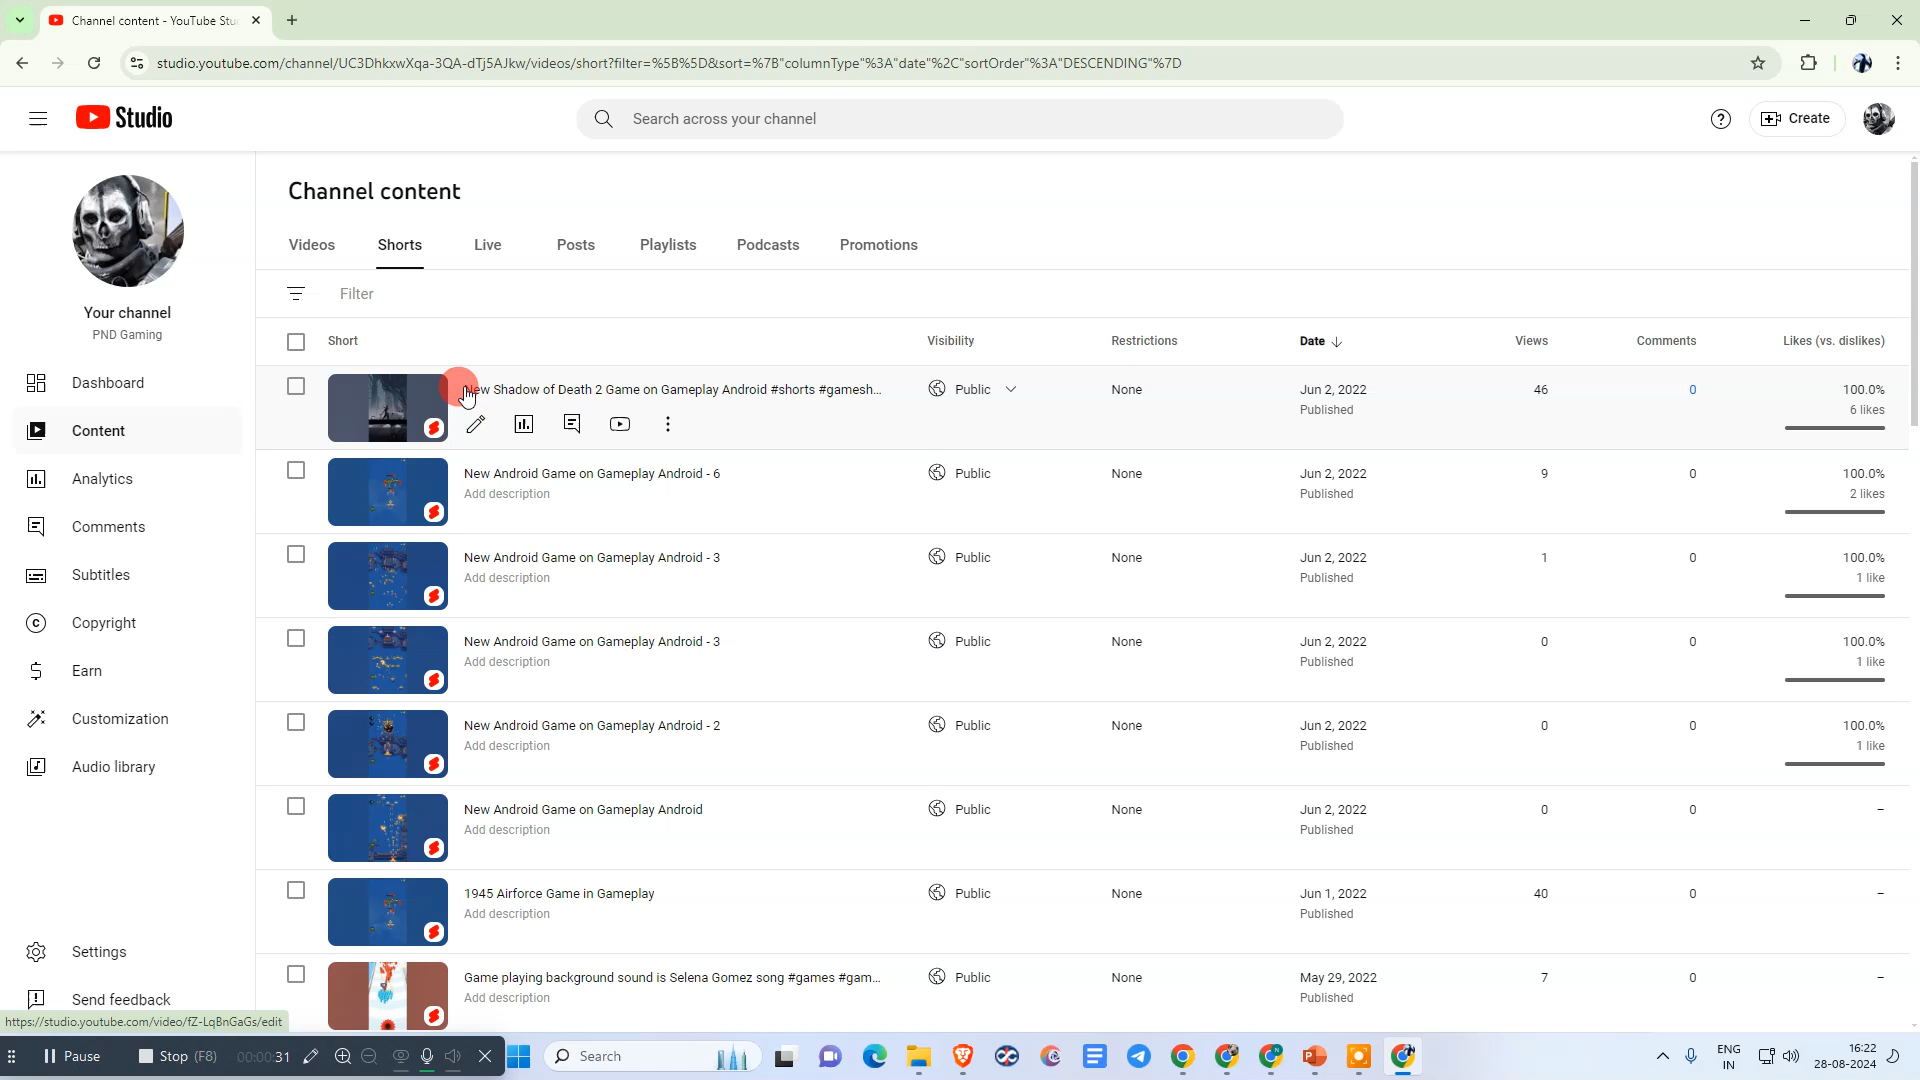 Channel content - YouTube Stu
studio.youtube.com/channel/UC3DhkxwXqa-3QA-dTj5AJkw/videos/short?filter=%5B%5D&sort=%7B"columnType"%3A"date"%2C"sortOrder"%3A"DESCENDING"%7D
Studio
Search across your channel
Create
Your channel
PND Gaming
Dashboard
Content
Analytics
Comments
Subtitles
Copyright
Earn
Customization
Audio library
Settings
Send feedback
Channel content
Videos Shorts Live Posts Playlists Podcasts Promotions
Filter
Short Visibility Restrictions Date Views Comments Likes (vs. dislikes)
New Shadow of Death 2 Game on Gameplay Android #shorts #gamesh... Public None Jun 2, 2022 46 0 100.0%
Published 6 likes
New Android Game on Gameplay Android - 6 Public None Jun 2, 2022 9 0 100.0%
Add description Published 2 likes
New Android Game on Gameplay Android - 3 Public None Jun 2, 2022 1 0 100.0%
Add description Published 1 like
New Android Game on Gameplay Android - 3 Public None Jun 2, 2022 0 0 100.0%
Add description Published 1 like
New Android Game on Gameplay Android - 2 Public None Jun 2, 2022 0 0 100.0%
Add description Published 1 like
New Android Game on Gameplay Android Public None Jun 2, 2022 0 0 –
Add description Published
1945 Airforce Game in Gameplay Public None Jun 1, 2022 40 0 –
Add description Published
Game playing background sound is Selena Gomez song #games #gam... Public None May 29, 2022 7 0 –
Add description Published
https://studio.youtube.com/video/fZ-LqBnGaGs/edit
Pause Stop (F8) 00:00:31
Search
ENG
IN
16:22
28-08-2024